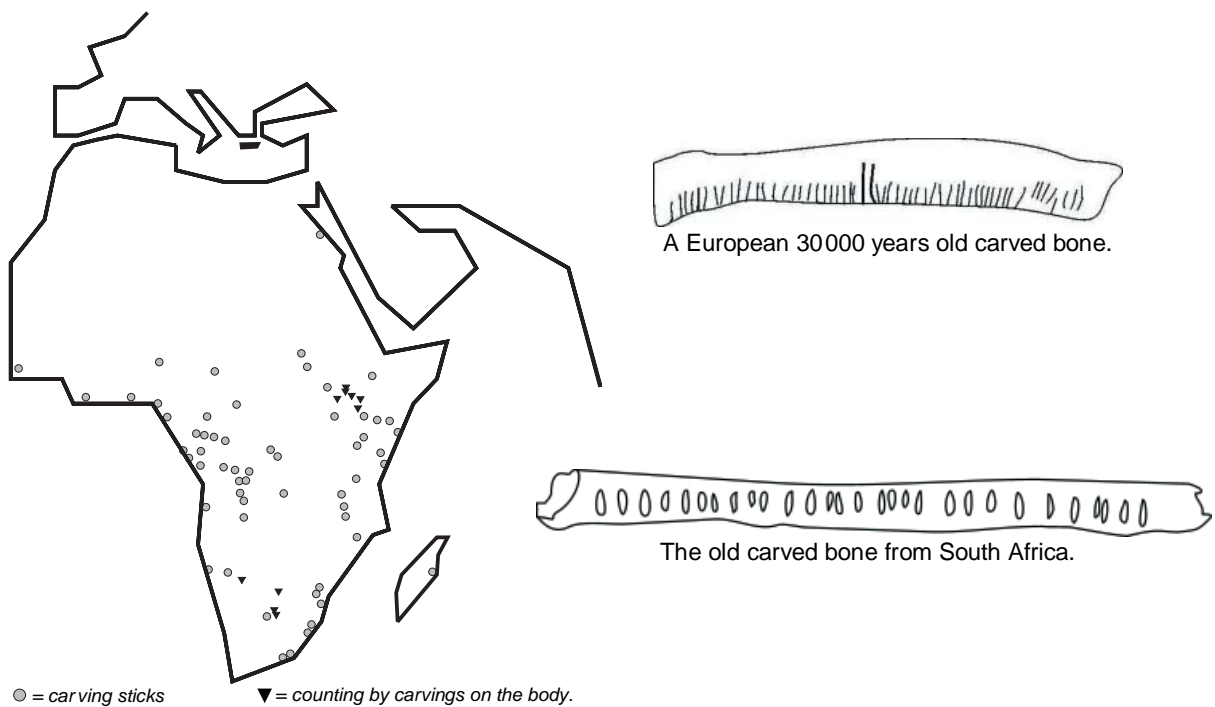 A European 30 000 years old carved bone.
The old carved bone from South Africa.
= carving sticks
= counting by carvings on the body.